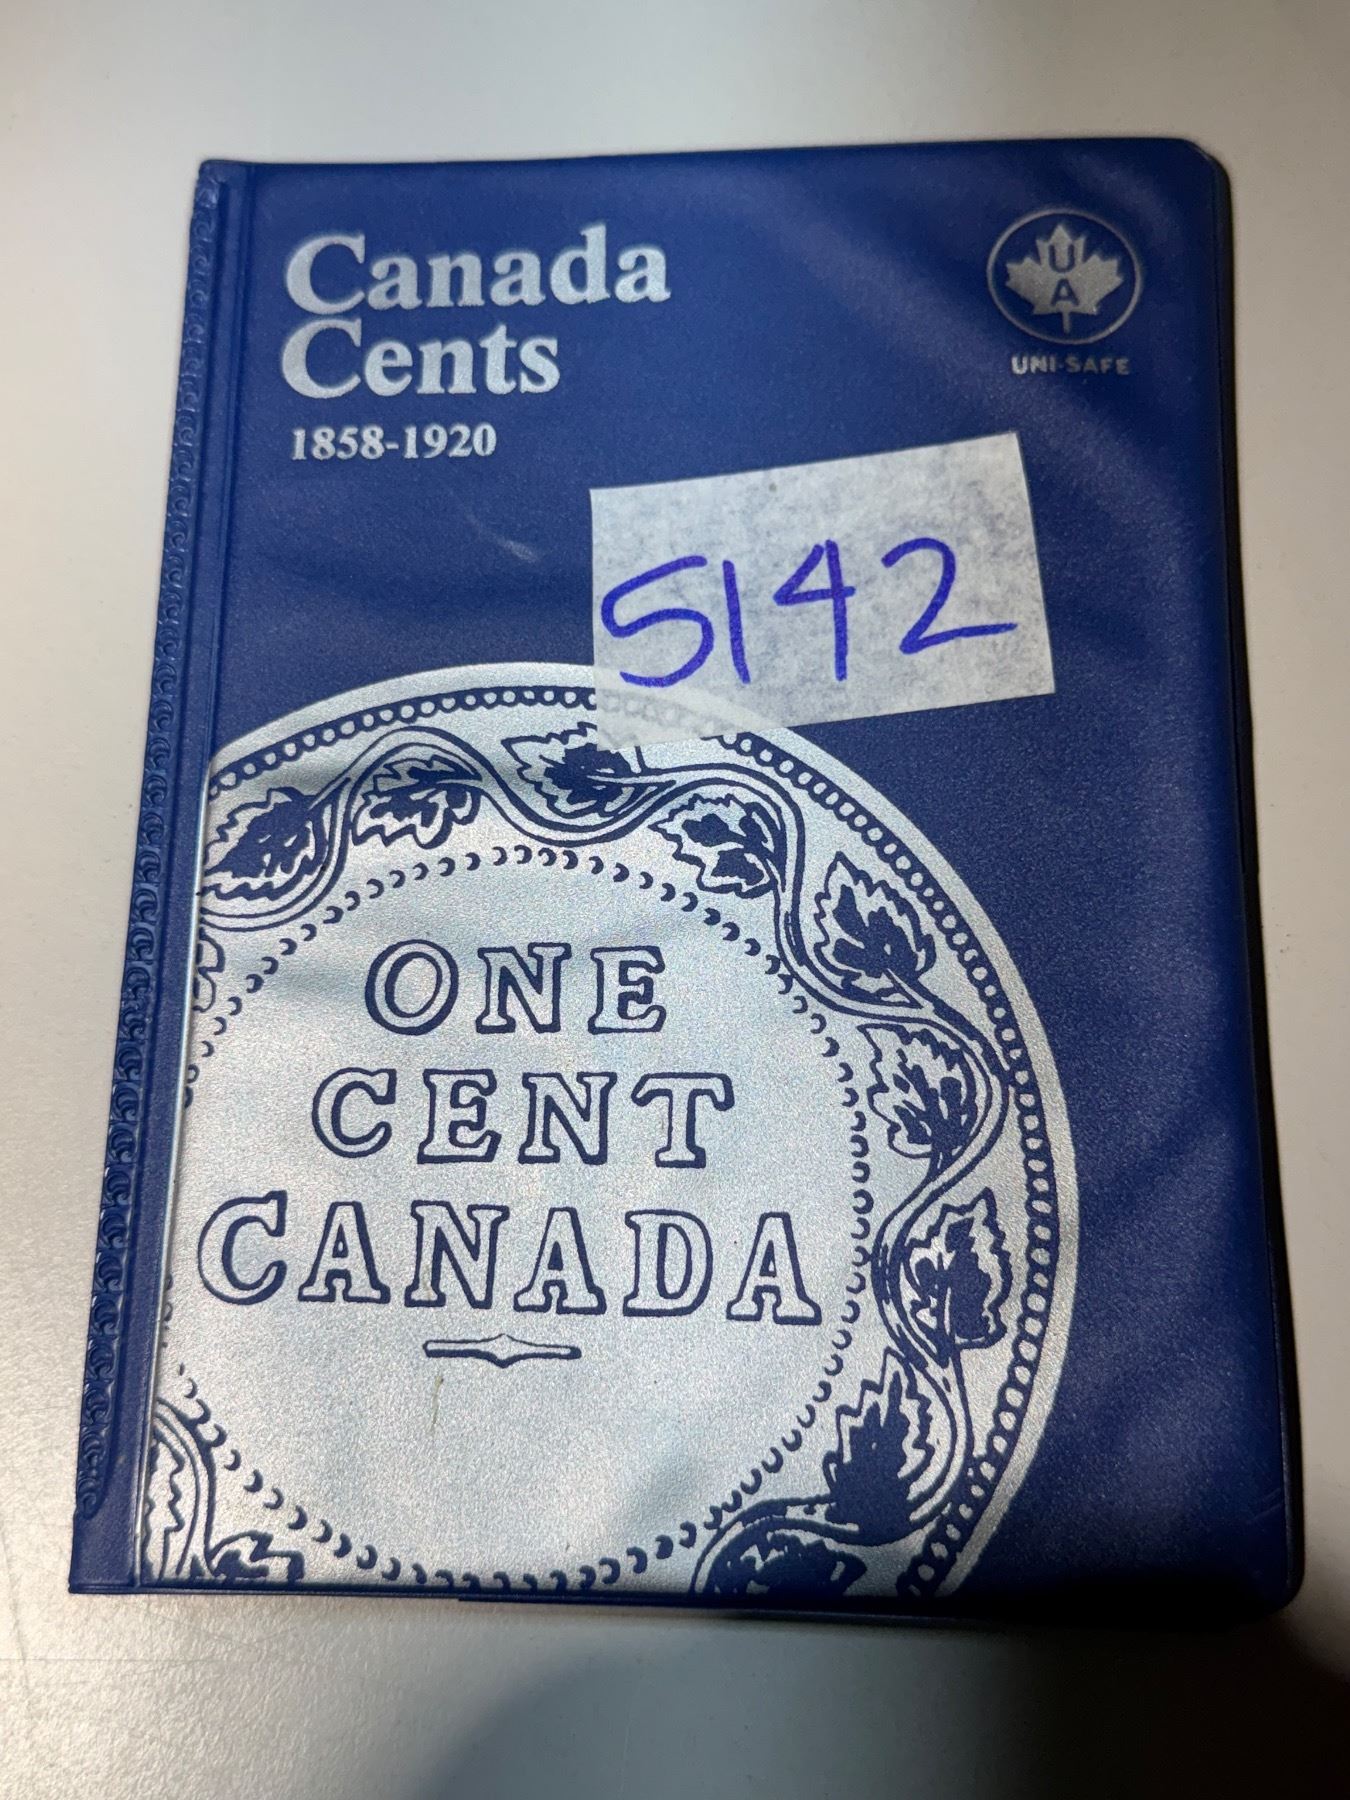 Canada
Cents
1858-1920
U
A
UNI-SAFE
5142
ONE
CENT
CANADA